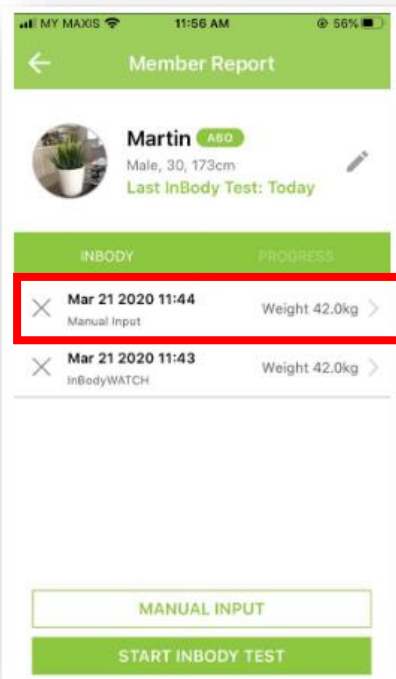 MY MAXIS 11:56 AM 56%
Member Report
Martin ABO
Male, 30, 173cm
Last InBody Test: Today
INBODY PROGRESS
Mar 21 2020 11:44 Weight 42.0kg
Manual Input
Mar 21 2020 11:43 Weight 42.0kg
InBodyWATCH
MANUAL INPUT
START INBODY TEST